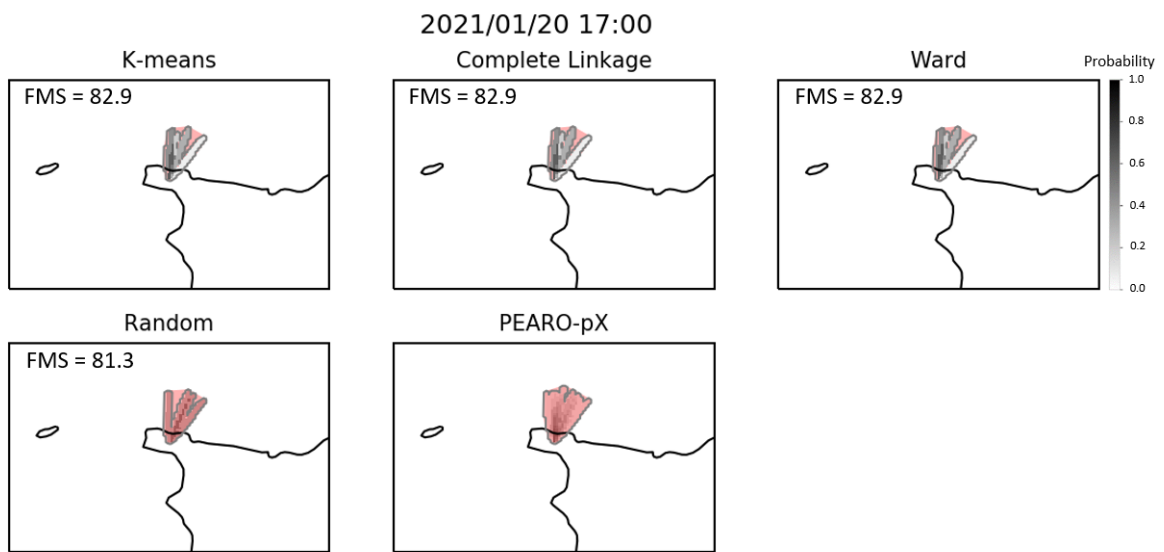 2021/01/20 17:00
K-means
Complete Linkage
Ward
Probability
FMS = 82.9
FMS = 82.9
FMS = 82.9
1.0
0.8
0.6
0.4
0.2
0.0
Random
PEARO-pX
FMS = 81.3